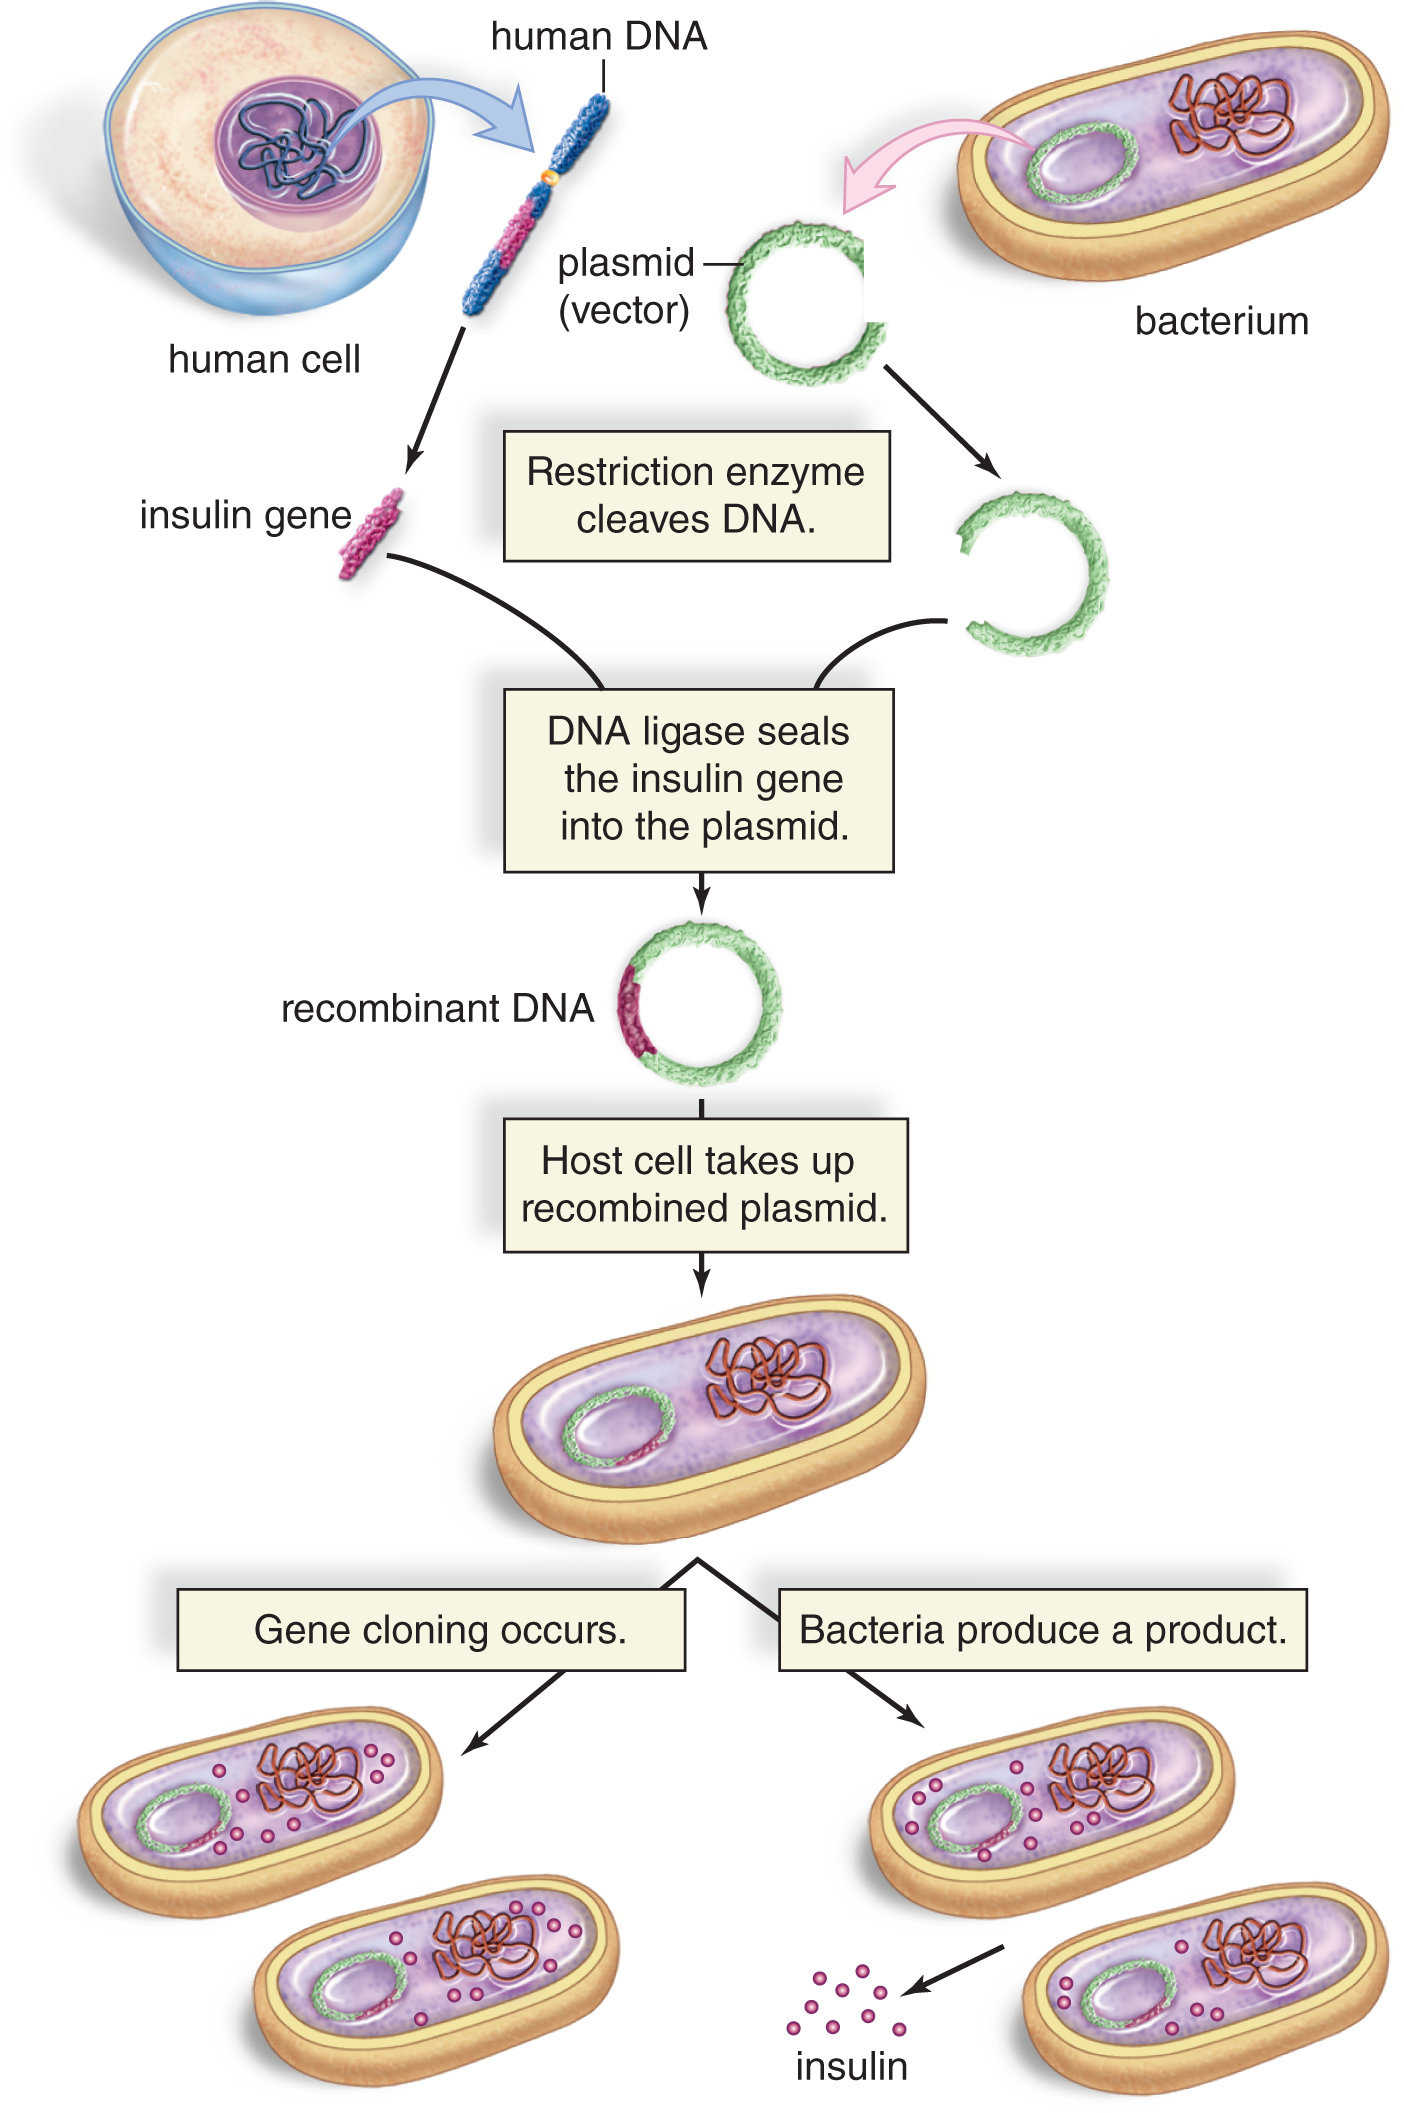 human DNA
plasmid
(vector)
bacterium
human cell
Restriction enzyme
cleaves DNA.
insulin gene
DNA ligase seals
the insulin gene
into the plasmid.
recombinant DNA
Host cell takes up
recombined plasmid.
Gene cloning occurs.
Bacteria produce a product.
insulin